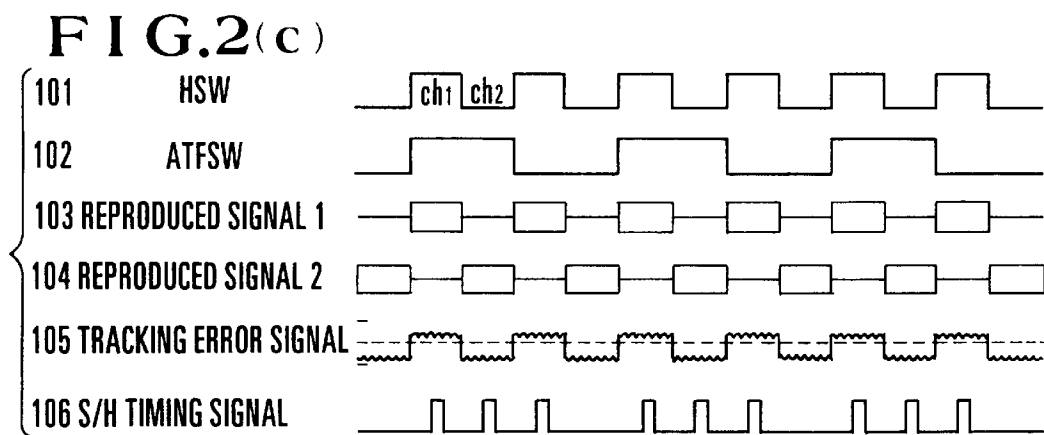 FIG.2(c)
101 HSW
ch1 ch2
102 ATFSW
103 REPRODUCED SIGNAL 1
104 REPRODUCED SIGNAL 2
105 TRACKING ERROR SIGNAL
106 S/H TIMING SIGNAL